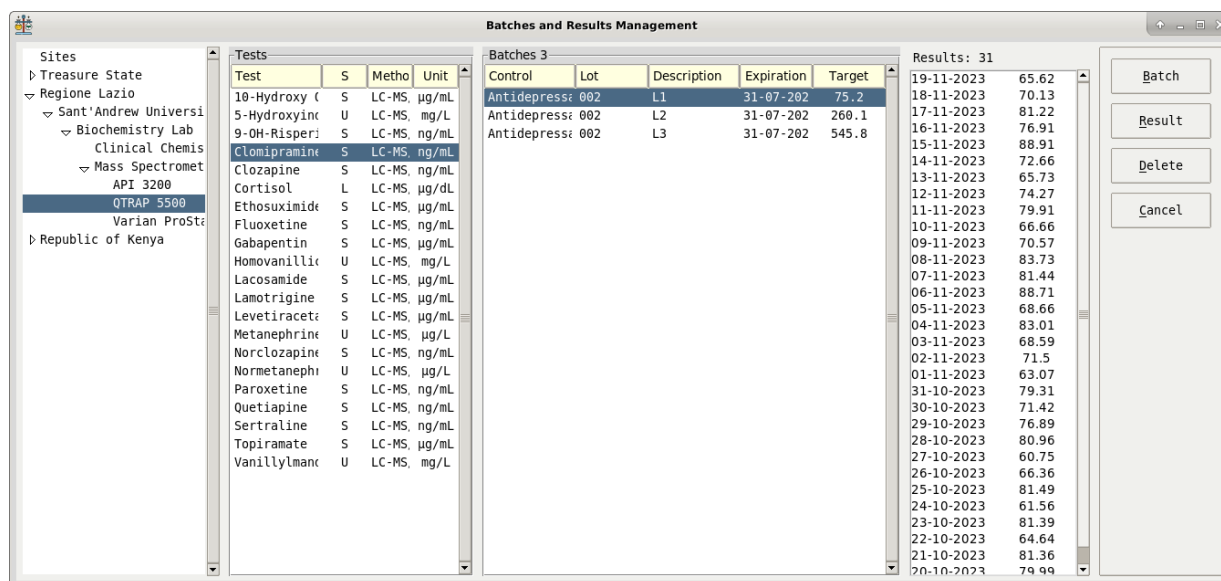 Batches and Results Management
Sites
Treasure State
Regione Lazio
Sant'Andrew Universi
Biochemistry Lab
Clinical Chemis
Mass Spectromet
API 3200
QTRAP 5500
Varian ProSta
Republic of Kenya
Tests
Test S Metho Unit
10-Hydroxy C S LC-MS, µg/mL
5-Hydroxyind U LC-MS, mg/L
9-OH-Risperi S LC-MS, ng/mL
Clomipramine S LC-MS, ng/mL
Clozapine S LC-MS, ng/mL
Cortisol L LC-MS, µg/dL
Ethosuximide S LC-MS, µg/mL
Fluoxetine S LC-MS, ng/mL
Gabapentin S LC-MS, µg/mL
Homovanillic U LC-MS, mg/L
Lacosamide S LC-MS, µg/mL
Lamotrigine S LC-MS, µg/mL
Levetiraceta S LC-MS, µg/mL
Metanephrine U LC-MS, µg/L
Norclozapine S LC-MS, ng/mL
Normetanephr U LC-MS, µg/L
Paroxetine S LC-MS, ng/mL
Quetiapine S LC-MS, ng/mL
Sertraline S LC-MS, ng/mL
Topiramate S LC-MS, µg/mL
Vanillylmand U LC-MS, mg/L
Batches 3
Control Lot Description Expiration Target
Antidepressa 002 L1 31-07-202 75.2
Antidepressa 002 L2 31-07-202 260.1
Antidepressa 002 L3 31-07-202 545.8
Results: 31
19-11-2023 65.62
18-11-2023 70.13
17-11-2023 81.22
16-11-2023 76.91
15-11-2023 88.91
14-11-2023 72.66
13-11-2023 65.73
12-11-2023 74.27
11-11-2023 79.91
10-11-2023 66.66
09-11-2023 70.57
08-11-2023 83.73
07-11-2023 81.44
06-11-2023 88.71
05-11-2023 68.66
04-11-2023 83.01
03-11-2023 68.59
02-11-2023 71.5
01-11-2023 63.07
31-10-2023 79.31
30-10-2023 71.42
29-10-2023 76.89
28-10-2023 80.96
27-10-2023 60.75
26-10-2023 66.36
25-10-2023 81.49
24-10-2023 61.56
23-10-2023 81.39
22-10-2023 64.64
21-10-2023 81.36
20-10-2023 79.99
Batch
Result
Delete
Cancel